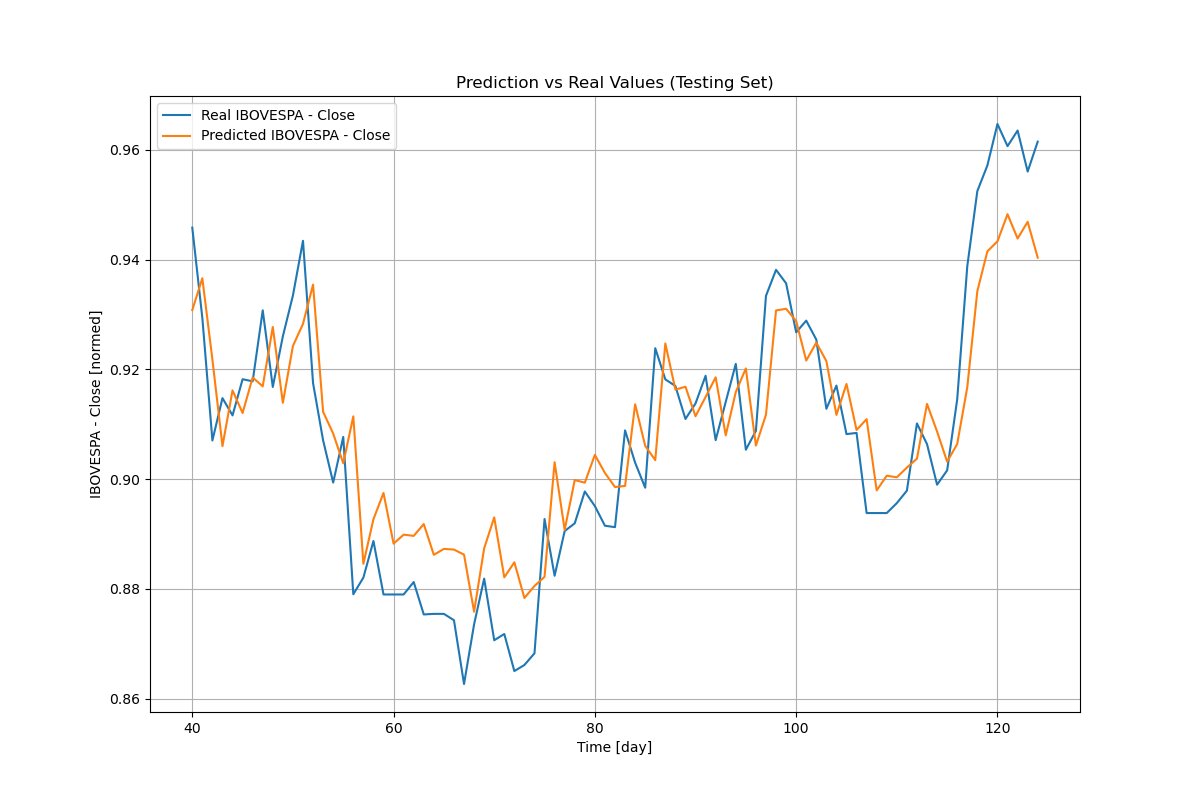 Prediction vs Real Values (Testing Set)
Real IBOVESPA - Close
Predicted IBOVESPA - Close
IBOVESPA - Close [normed]
0.96
0.94
0.92
0.90
0.88
0.86
40
60
80
100
120
Time [day]